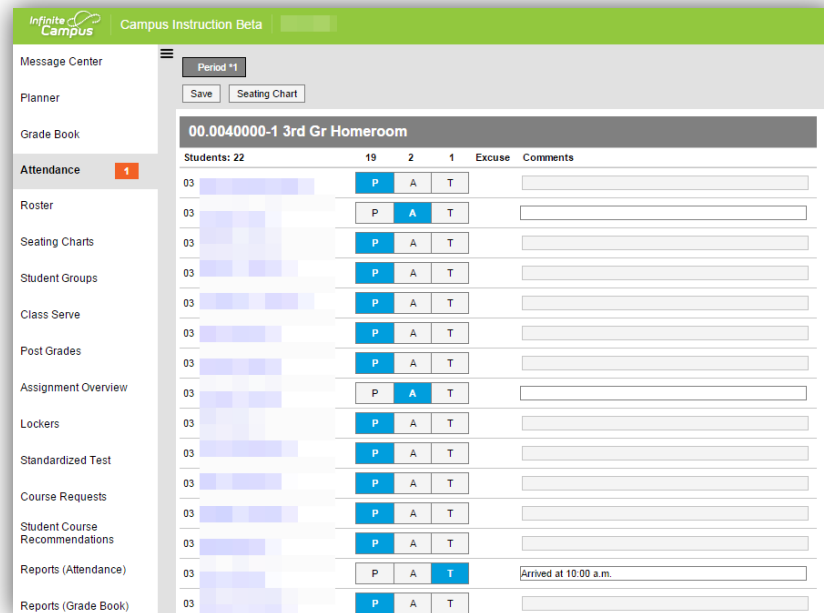 Infinite Campus
Campus Instruction Beta
Message Center
Planner
Grade Book
Attendance 1
Roster
Seating Charts
Student Groups
Class Serve
Post Grades
Assignment Overview
Lockers
Standardized Test
Course Requests
Student Course
Recommendations
Reports (Attendance)
Reports (Grade Book)
Period *1
Save Seating Chart
00.0040000-1 3rd Gr Homeroom
Students: 22 19 2 1 Excuse Comments
03 P A T
03 P A T
03 P A T
03 P A T
03 P A T
03 P A T
03 P A T
03 P A T
03 P A T
03 P A T
03 P A T
03 P A T
03 P A T
03 P A T Arrived at 10:00 a.m.
03 P A T